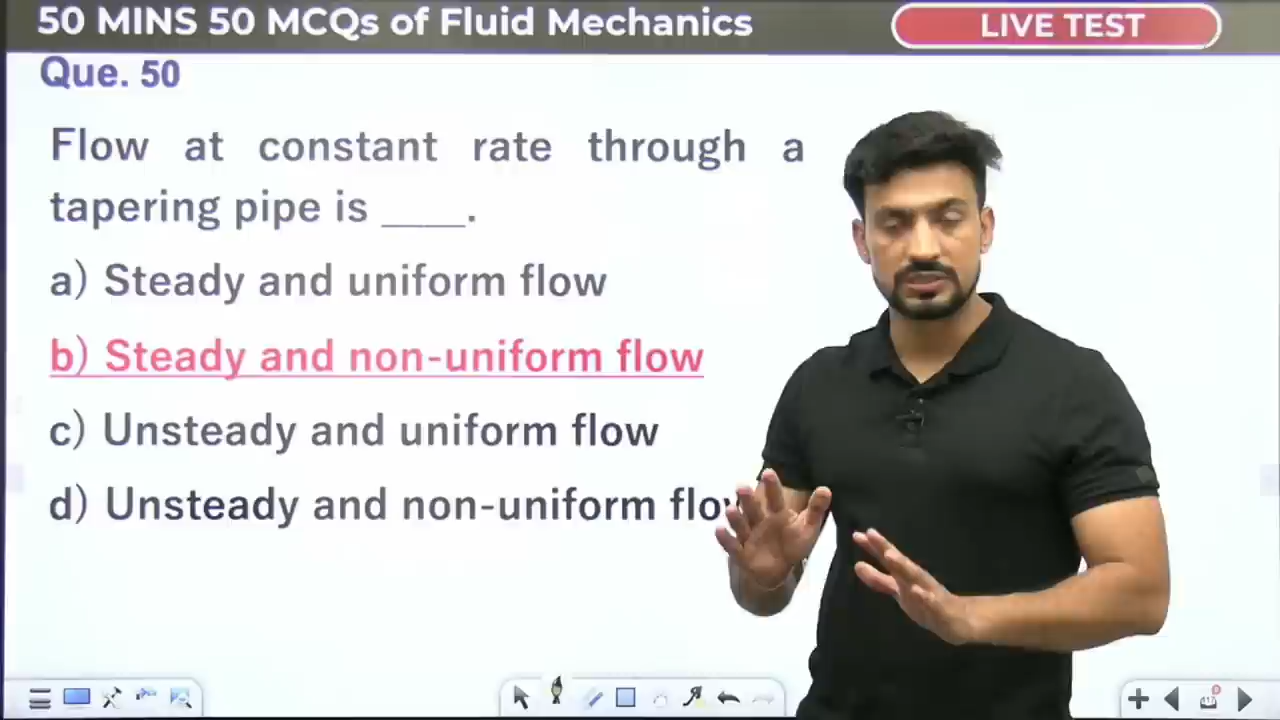 50 MINS 50 MCQs of Fluid Mechanics
LIVE TEST
Que. 50
Flow at constant rate through a
tapering pipe is ____.
a) Steady and uniform flow
b) Steady and non-uniform flow
c) Unsteady and uniform flow
d) Unsteady and non-uniform flow